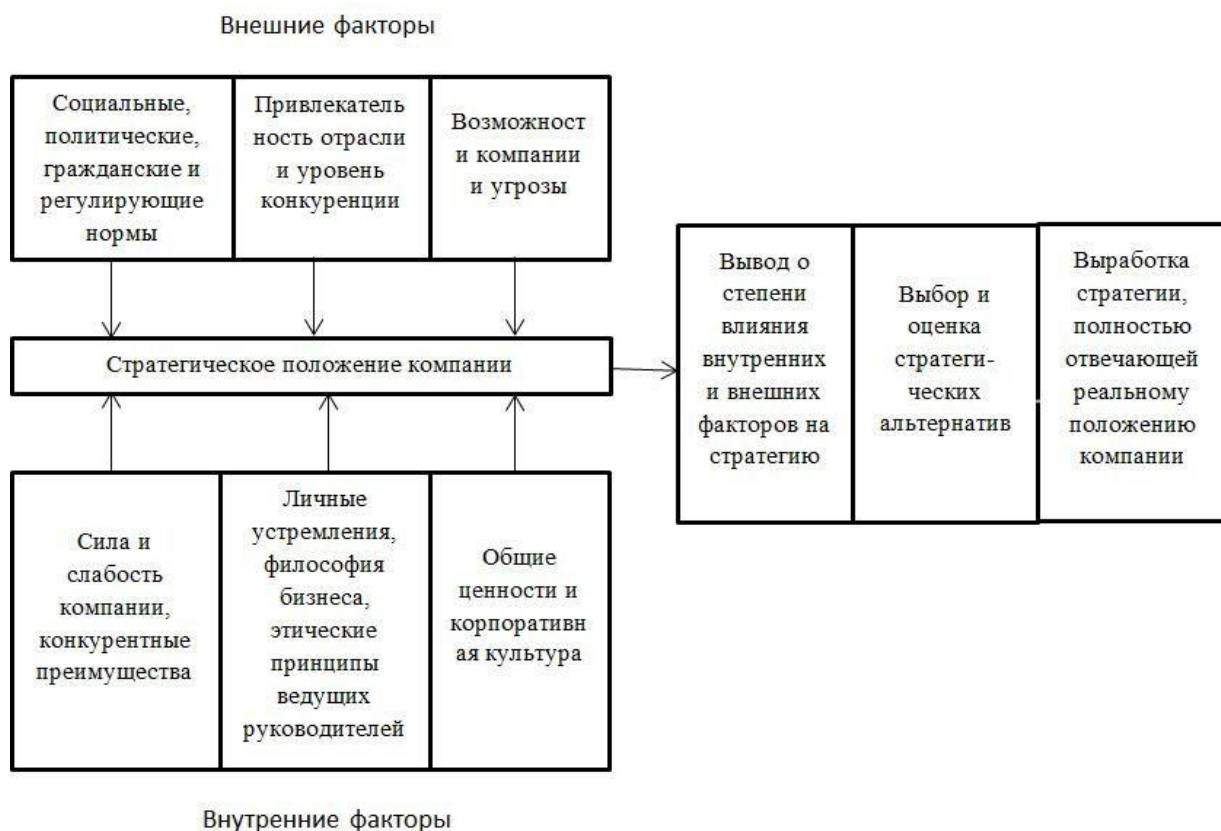 Внешние факторы
Социальные,
политические,
гражданские и
регулирующие
нормы
Привлекатель
ность отрасли
и уровень
конкуренции
Возможност
и компании
и угрозы
Стратегическое положение компании
Вывод о
степени
влияния
внутренних
и внешних
факторов на
стратегию
Выбор и
оценка
стратеги-
ческих
альтернатив
Выработка
стратегии,
полностью
отвечающей
реальному
положению
компании
Сила и
слабость
компании,
конкурентные
преимущества
Личные
устремления,
философия
бизнеса,
этические
принципы
ведущих
руководителей
Общие
ценности и
корпоративн
ая культура
Внутренние факторы